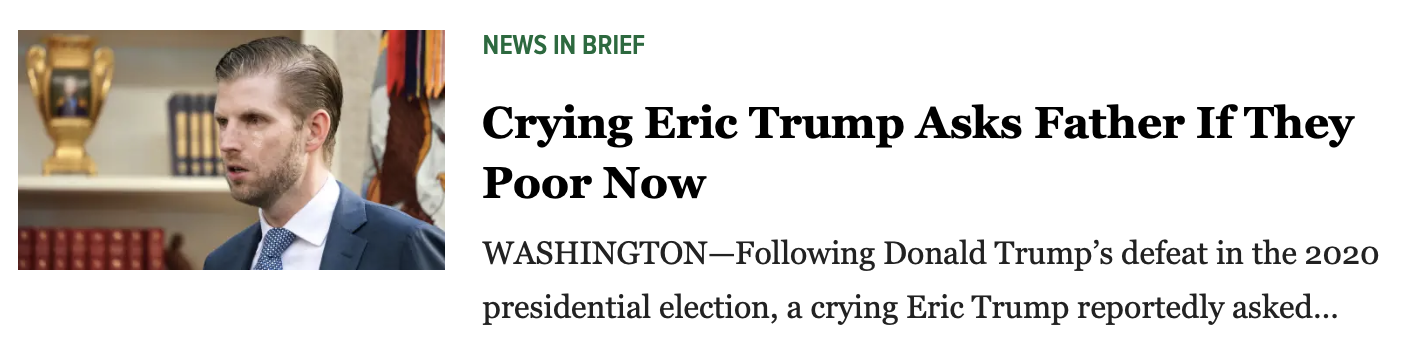 NEWS IN BRIEF
Crying Eric Trump Asks Father If They
Poor Now
WASHINGTON—Following Donald Trump’s defeat in the 2020
presidential election, a crying Eric Trump reportedly asked...